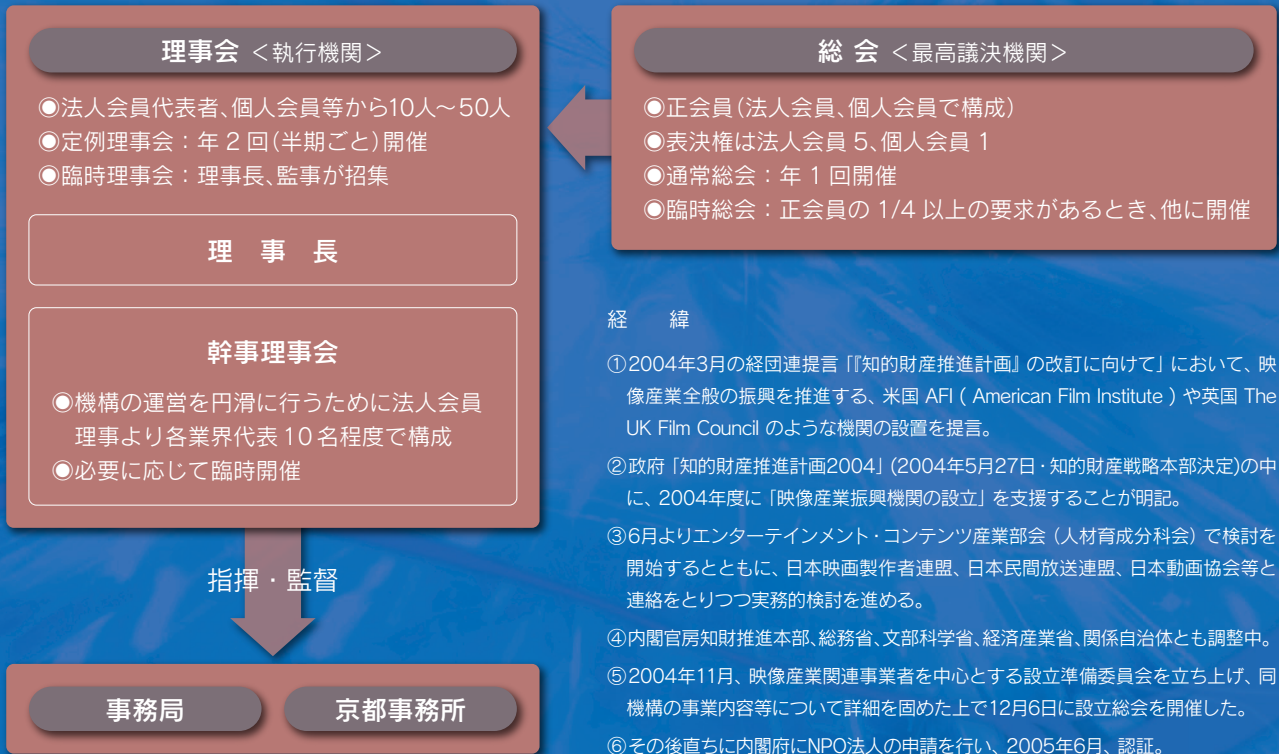 理事会 <執行機関>
◉法人会員代表者、個人会員等から10人～50人
◉定例理事会：年 2 回(半期ごと)開催
◉臨時理事会：理事長、監事が招集
理 事 長
幹事理事会
◉機構の運営を円滑に行うために法人会員
理事より各業界代表 10 名程度で構成
◉必要に応じて臨時開催
指揮・監督
事務局
京都事務所
総 会 <最高議決機関>
◉正会員(法人会員、個人会員で構成)
◉表決権は法人会員 5、個人会員 1
◉通常総会：年 1 回開催
◉臨時総会：正会員の 1/4 以上の要求があるとき、他に開催
経 緯
①2004年3月の経団連提言「『知的財産推進計画』の改訂に向けて」において、映
像産業全般の振興を推進する、米国 AFI ( American Film Institute ) や英国 The
UK Film Council のような機関の設置を提言。
②政府「知的財産推進計画2004」(2004年5月27日・知的財産戦略本部決定)の中
に、2004年度に「映像産業振興機関の設立」を支援することが明記。
③6月よりエンターテインメント・コンテンツ産業部会 (人材育成分科会) で検討を
開始するとともに、日本映画製作者連盟、日本民間放送連盟、日本動画協会等と
連絡をとりつつ実務的検討を進める。
④内閣官房知財推進本部、総務省、文部科学省、経済産業省、関係自治体とも調整中。
⑤2004年11月、映像産業関連事業者を中心とする設立準備委員会を立ち上げ、同
機構の事業内容等について詳細を固めた上で12月6日に設立総会を開催した。
⑥その後直ちに内閣府にNPO法人の申請を行い、2005年6月、認証。